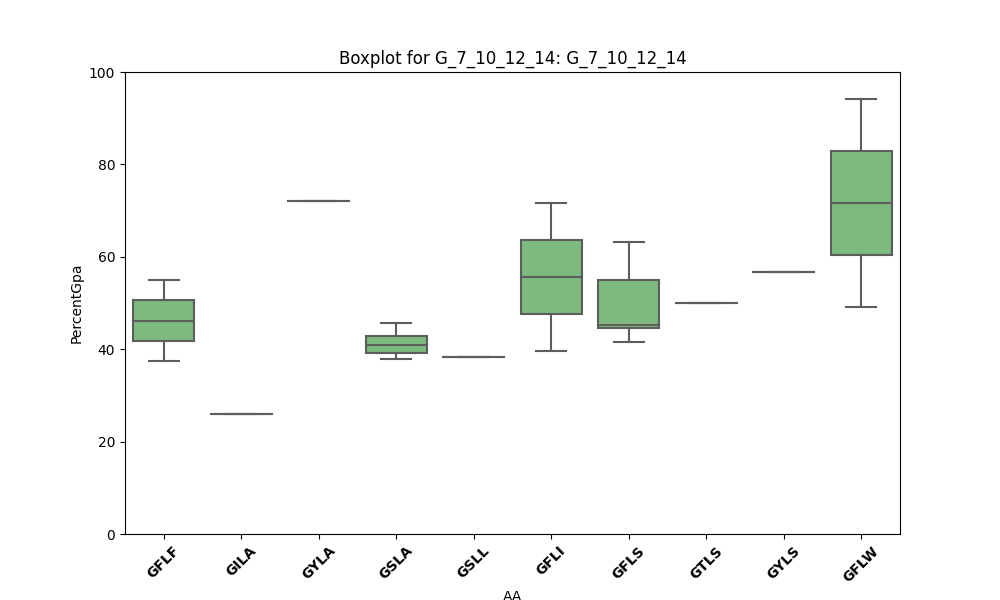 Boxplot for G_7_10_12_14: G_7_10_12_14
100
80
60
40
20
0
PercentGpa
GFLF
GILA
GYLA
GSLA
GSLL
GFLI
GFLS
GTLS
GYLS
GFLW
AA